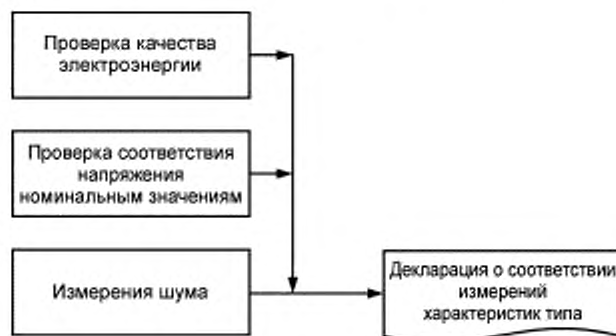 Проверка качества
электроэнергии
Проверка соответствия
напряжения
номинальным значениям
Измерения шума
Декларация о соответствии
измерений
характеристик типа